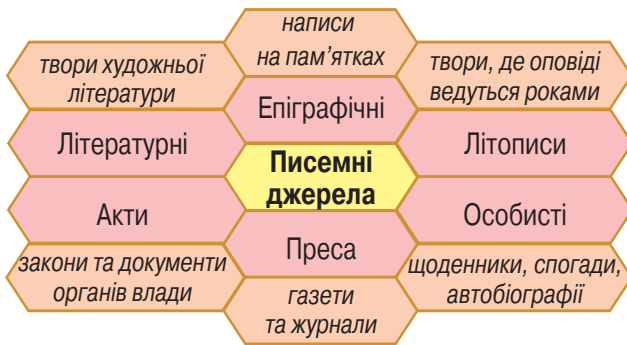 написи
на пам’ятках
твори художньої
літератури
твори, де оповіді
ведуться роками
Епіграфічні
Літературні
Літописи
Писемні
джерела
Акти
Особисті
Преса
закони та документи
органів влади
щоденники, спогади,
автобіографії
газети
та журнали